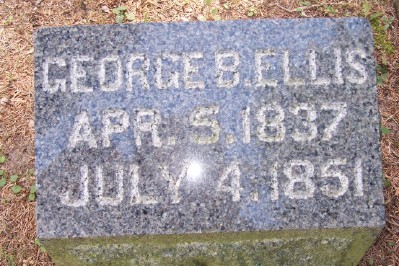 GEORGE B. ELLIS
APR. 5. 1837
JULY 4. 1851